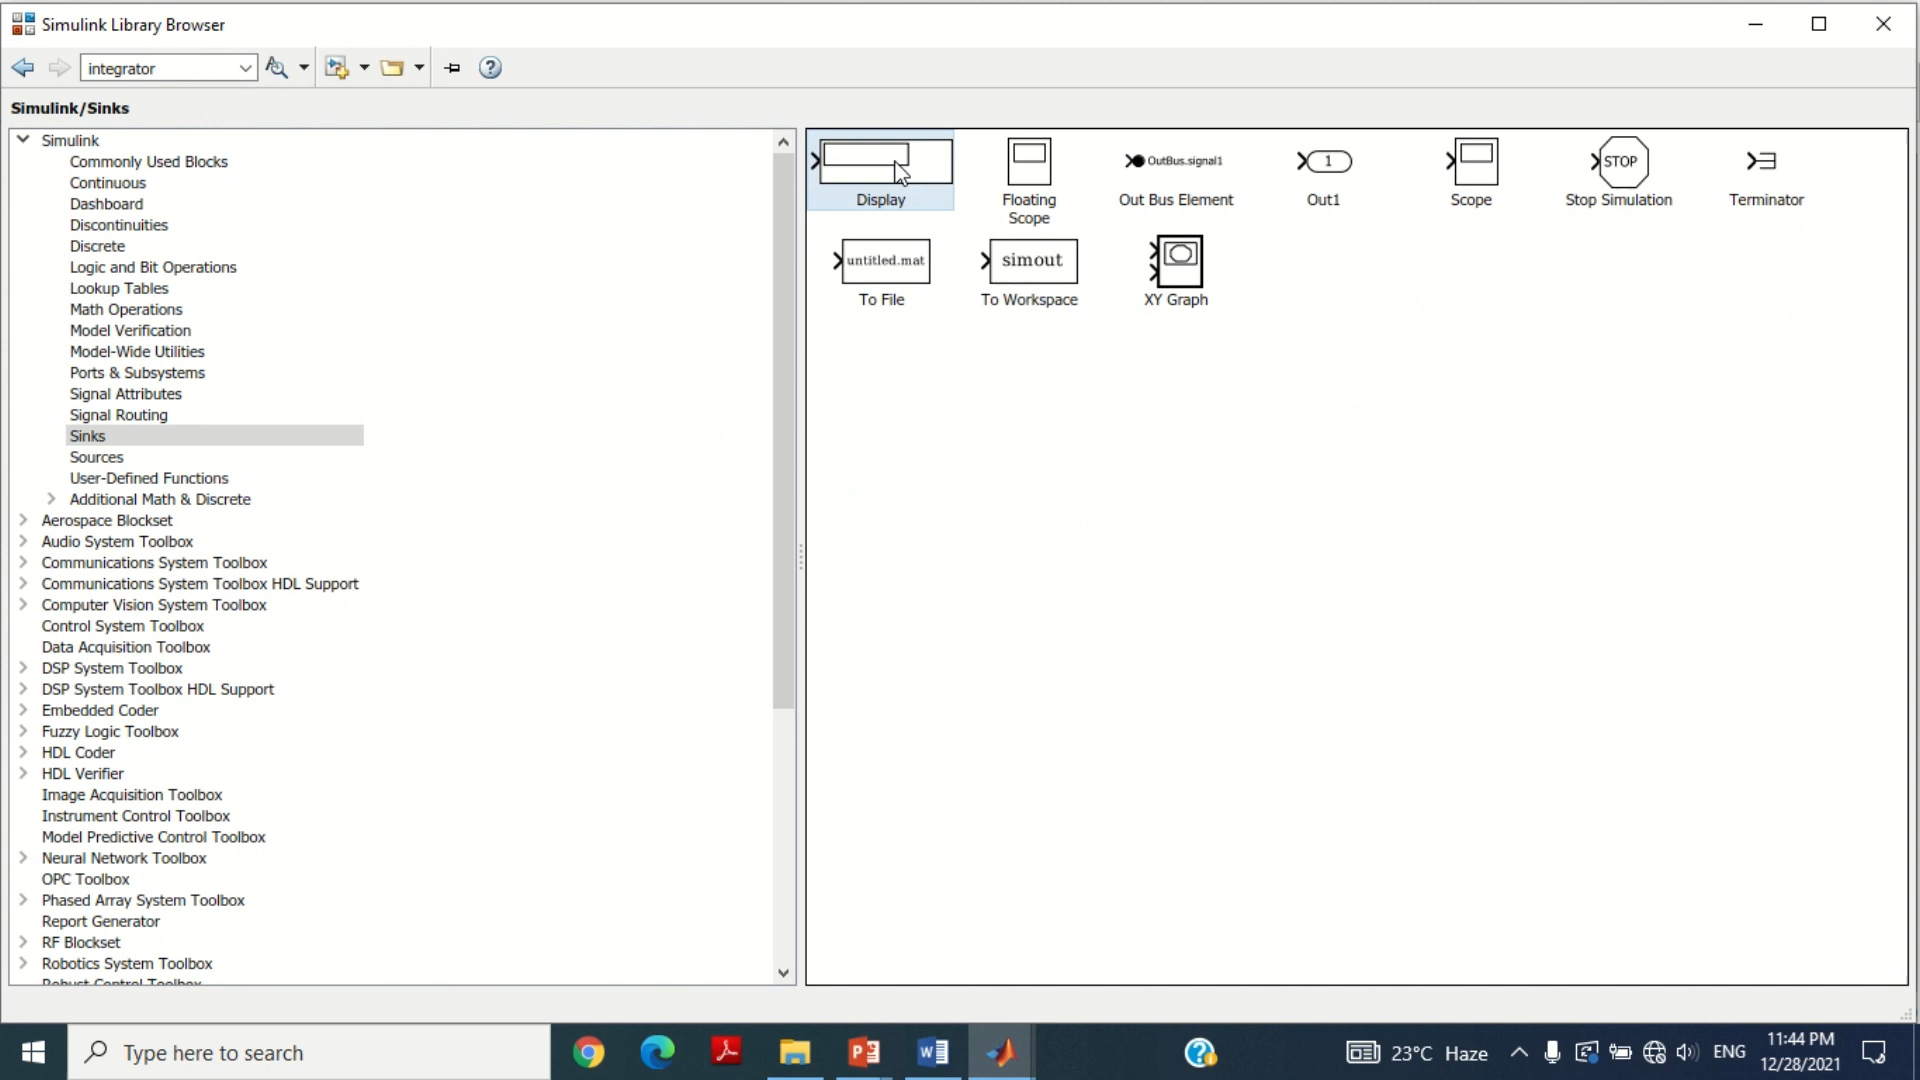 Simulink Library Browser
integrator
Simulink/Sinks
Simulink
Commonly Used Blocks
Continuous
Dashboard
Discontinuities
Discrete
Logic and Bit Operations
Lookup Tables
Math Operations
Model Verification
Model-Wide Utilities
Ports & Subsystems
Signal Attributes
Signal Routing
Sinks
Sources
User-Defined Functions
Additional Math & Discrete
Aerospace Blockset
Audio System Toolbox
Communications System Toolbox
Communications System Toolbox HDL Support
Computer Vision System Toolbox
Control System Toolbox
Data Acquisition Toolbox
DSP System Toolbox
DSP System Toolbox HDL Support
Embedded Coder
Fuzzy Logic Toolbox
HDL Coder
HDL Verifier
Image Acquisition Toolbox
Instrument Control Toolbox
Model Predictive Control Toolbox
Neural Network Toolbox
OPC Toolbox
Phased Array System Toolbox
Report Generator
RF Blockset
Robotics System Toolbox
Robust Control Toolbox
OutBus.signal1
1
STOP
Display
Floating
Scope
Out Bus Element
Out1
Scope
Stop Simulation
Terminator
untitled.mat
simout
To File
To Workspace
XY Graph
Type here to search
23°C Haze
ENG
11:44 PM
12/28/2021